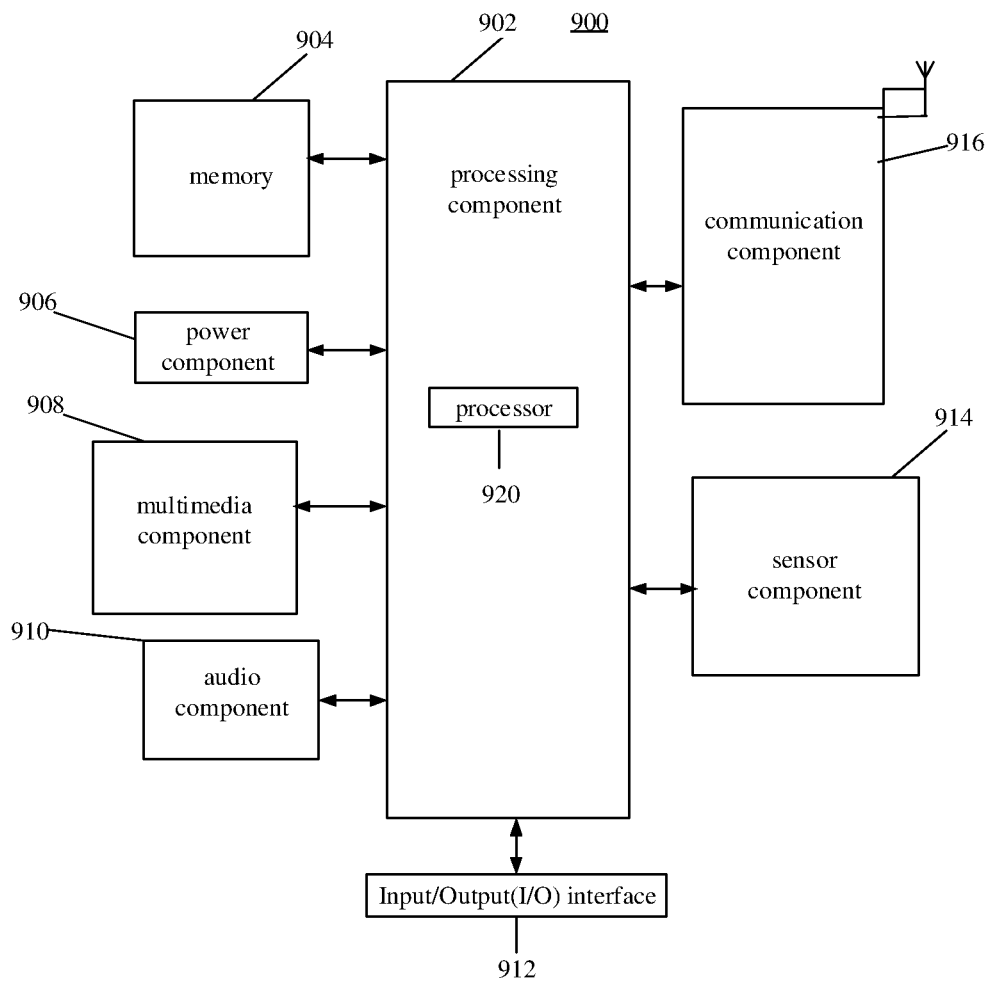 902
900
904
memory
processing
component
916
communication
component
906
power
component
908
processor
914
multimedia
component
920
sensor
component
910
audio
component
Input/Output(I/O) interface
912